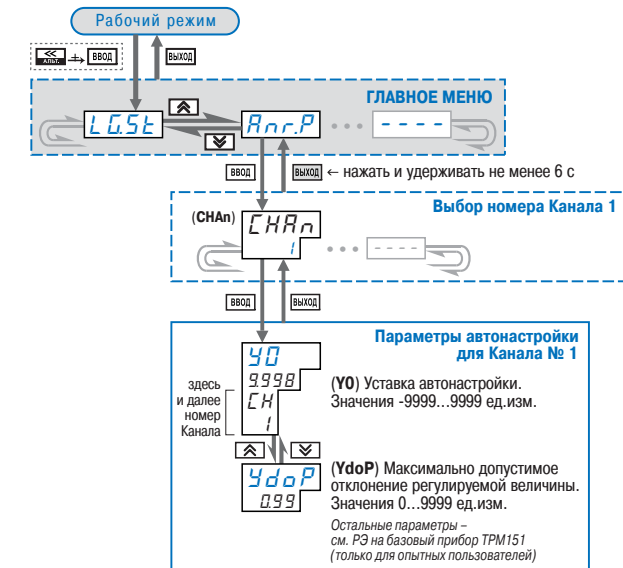 Рабочий режим
≪ АЛЬТ. ВВОД ВЫХОД
ГЛАВНОЕ МЕНЮ
LG.St Anr.P ... - - - -
ВВОД ВЫХОД ← нажать и удерживать не менее 6 с
Выбор номера Канала 1
(CHAn) CHAn
1 ... - - - -
ВВОД ВЫХОД
Параметры автонастройки
для Канала № 1
Y0
9.998
CH
1
здесь
и далее
номер
Канала
(Y0) Уставка автонастройки.
Значения -9999...9999 ед.изм.
YdoP
0.99
(YdoP) Максимально допустимое
отклонение регулируемой величины.
Значения 0...9999 ед.изм.
Остальные параметры –
см. РЭ на базовый прибор ТРМ151
(только для опытных пользователей)